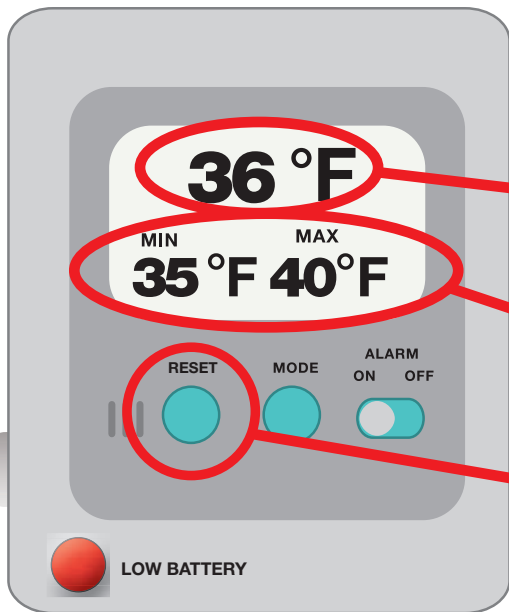 36 °F
MIN MAX
35 °F 40°F
RESET MODE ALARM
ON OFF
LOW BATTERY